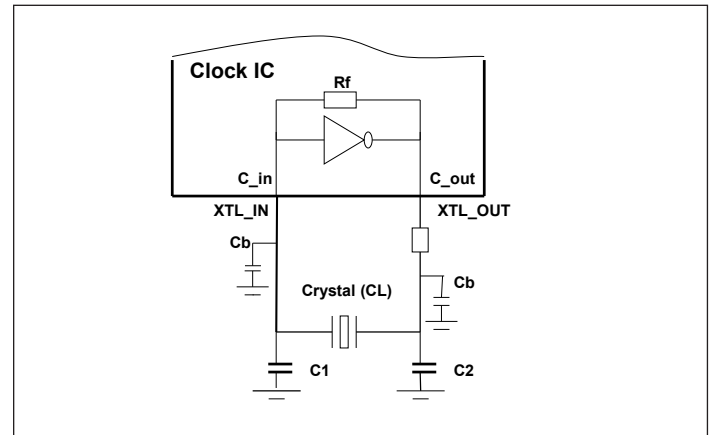 Clock IC
Rf
C_in
C_out
XTL_IN
XTL_OUT
Cb
Cb
Crystal (CL)
C1
C2